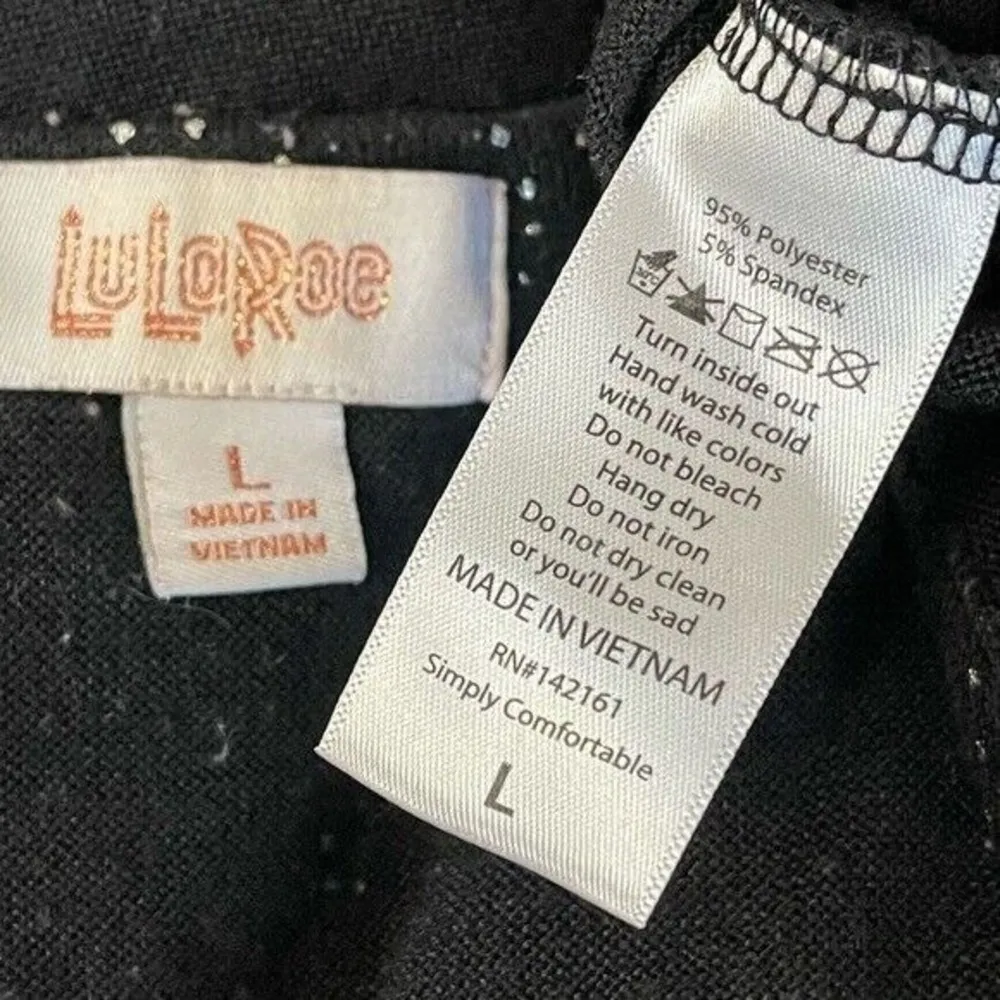 LuLaRoe
L
MADE IN
VIETNAM
95% Polyester
5% Spandex
Turn inside out
Hand wash cold
with like colors
Do not bleach
Hang dry
Do not iron
Do not dry clean
or you'll be sad
MADE IN VIETNAM
RN#142161
Simply Comfortable
L